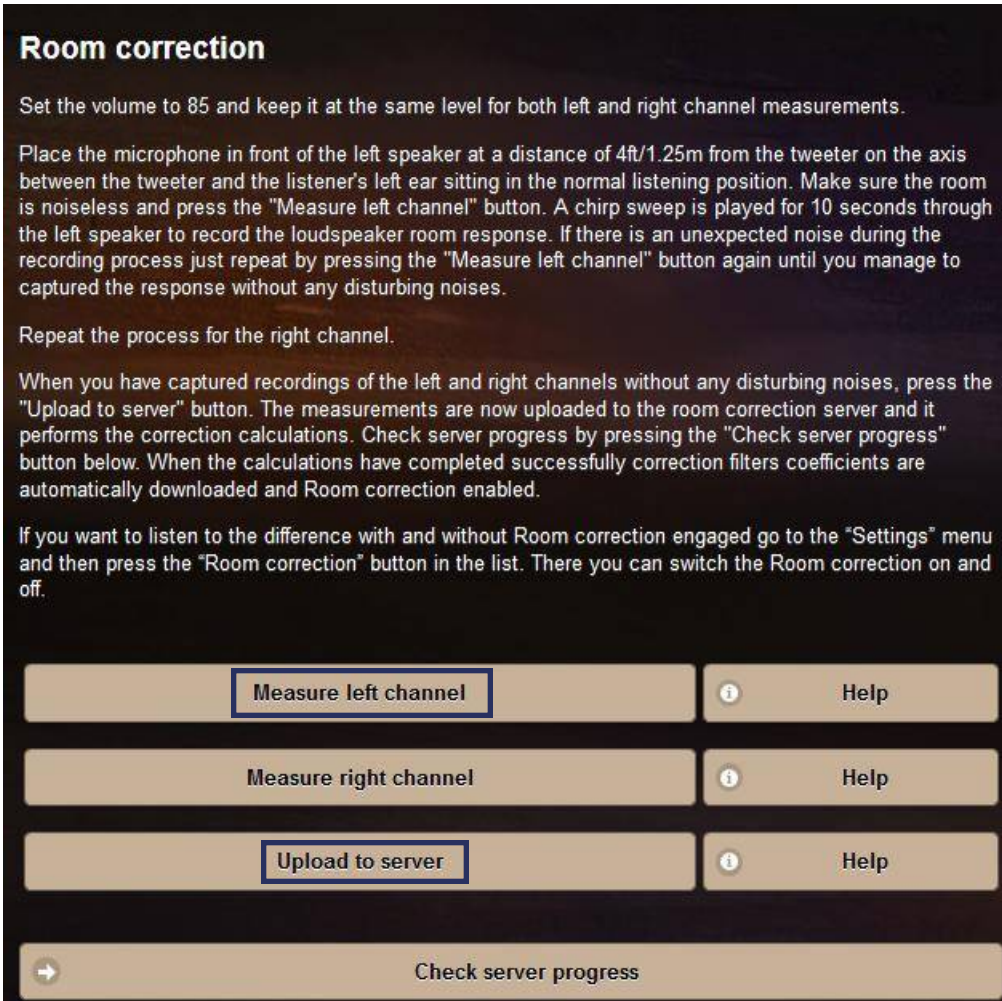 Room correction
Set the volume to 85 and keep it at the same level for both left and right channel measurements.
Place the microphone in front of the left speaker at a distance of 4ft/1.25m from the tweeter on the axis
between the tweeter and the listener's left ear sitting in the normal listening position. Make sure the room
is noiseless and press the "Measure left channel" button. A chirp sweep is played for 10 seconds through
the left speaker to record the loudspeaker room response. If there is an unexpected noise during the
recording process just repeat by pressing the "Measure left channel" button again until you manage to
captured the response without any disturbing noises.
Repeat the process for the right channel.
When you have captured recordings of the left and right channels without any disturbing noises, press the
"Upload to server" button. The measurements are now uploaded to the room correction server and it
performs the correction calculations. Check server progress by pressing the "Check server progress"
button below. When the calculations have completed successfully correction filters coefficients are
automatically downloaded and Room correction enabled.
If you want to listen to the difference with and without Room correction engaged go to the “Settings” menu
and then press the “Room correction” button in the list. There you can switch the Room correction on and
off.
Measure left channel Help
Measure right channel Help
Upload to server Help
Check server progress